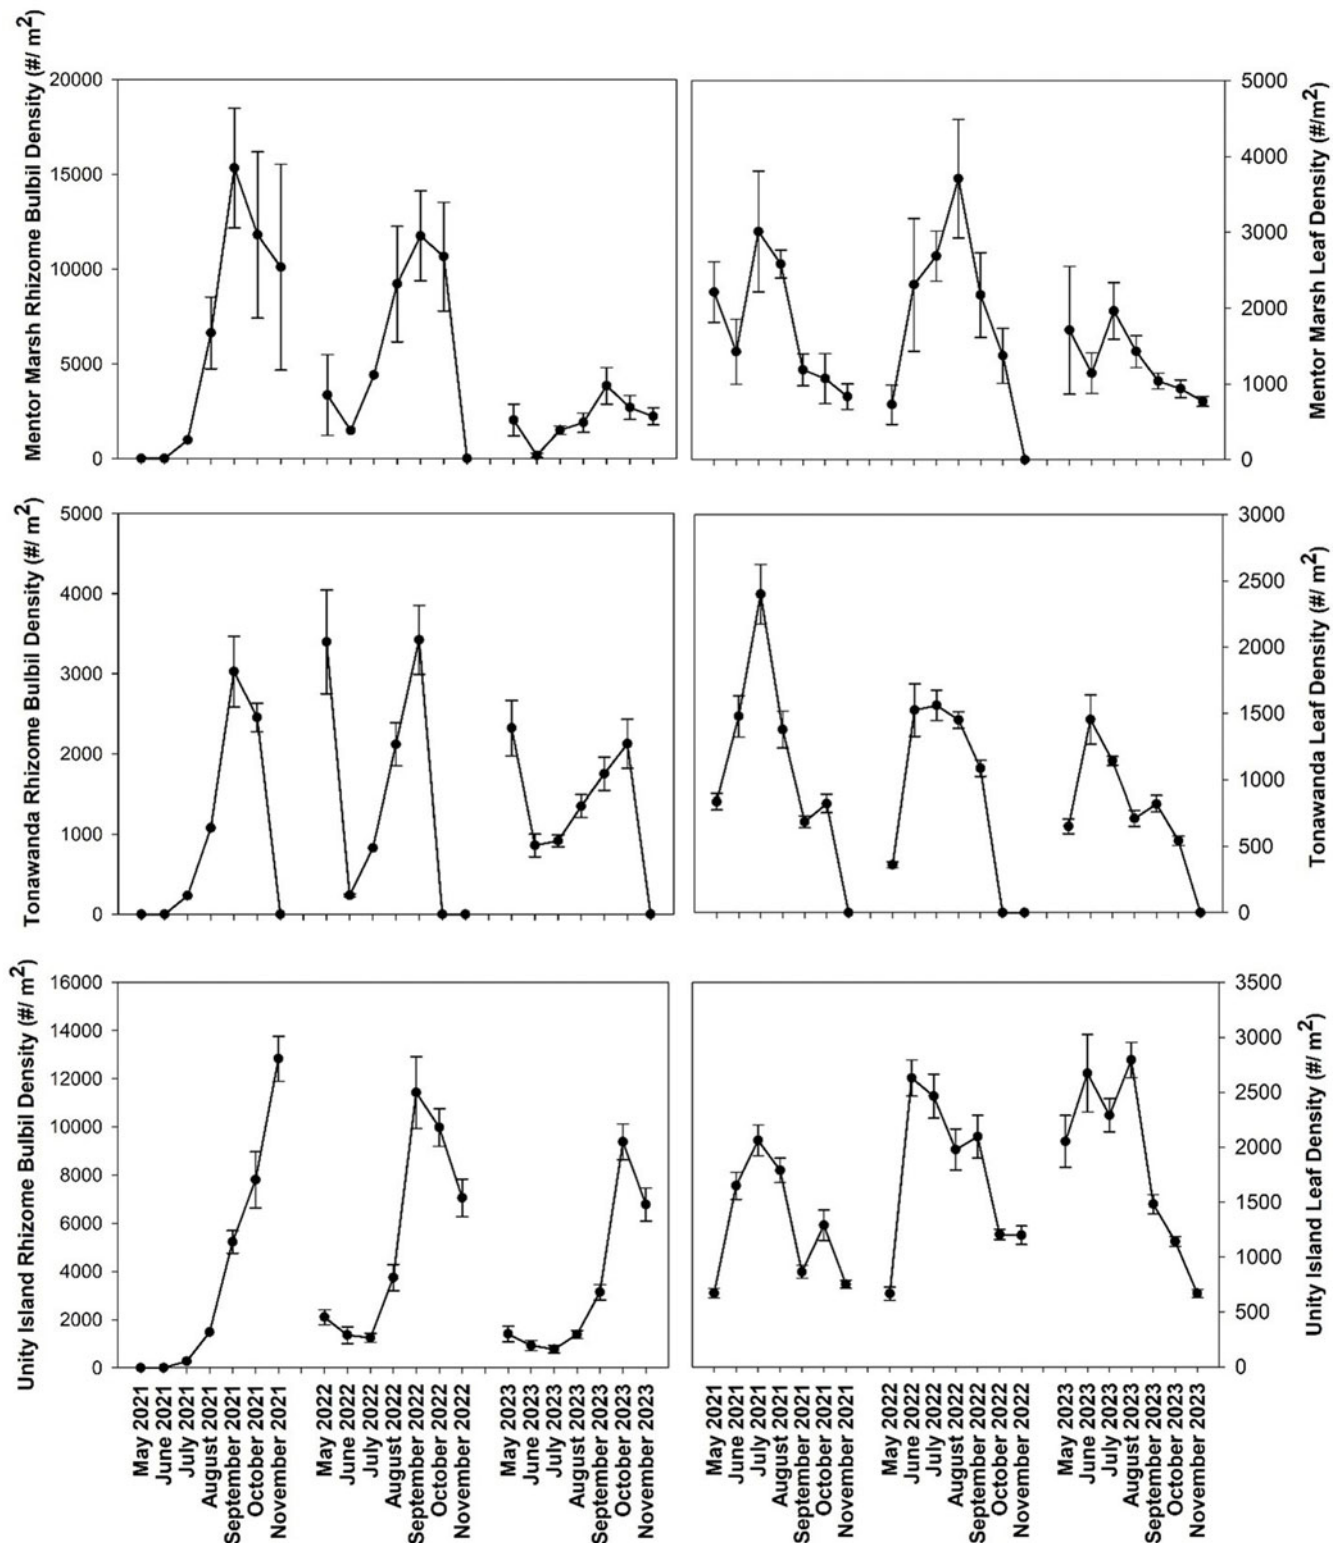 Mentor Marsh Rhizome Bulbil Density (#/ m2)
20000
15000
10000
5000
0
5000
4000
3000
2000
1000
0
Mentor Marsh Leaf Density (#/m2)
Tonawanda Rhizome Bulbil Density (#/ m2)
5000
4000
3000
2000
1000
0
3000
2500
2000
1500
1000
500
0
Tonawanda Leaf Density (#/ m2)
Unity Island Rhizome Bulbil Density (#/ m2)
16000
14000
12000
10000
8000
6000
4000
2000
0
3500
3000
2500
2000
1500
1000
500
0
Unity Island Leaf Density (#/ m2)
May 2021
June 2021
July 2021
August 2021
September 2021
October 2021
November 2021
May 2022
June 2022
July 2022
August 2022
September 2022
October 2022
November 2022
May 2023
June 2023
July 2023
August 2023
September 2023
October 2023
November 2023
May 2021
June 2021
July 2021
August 2021
September 2021
October 2021
November 2021
May 2022
June 2022
July 2022
August 2022
September 2022
October 2022
November 2022
May 2023
June 2023
July 2023
August 2023
September 2023
October 2023
November 2023